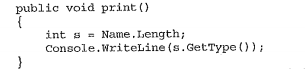 public void print()
{
    int s = Name.Length;
    Console.WriteLine(s.GetType());
}